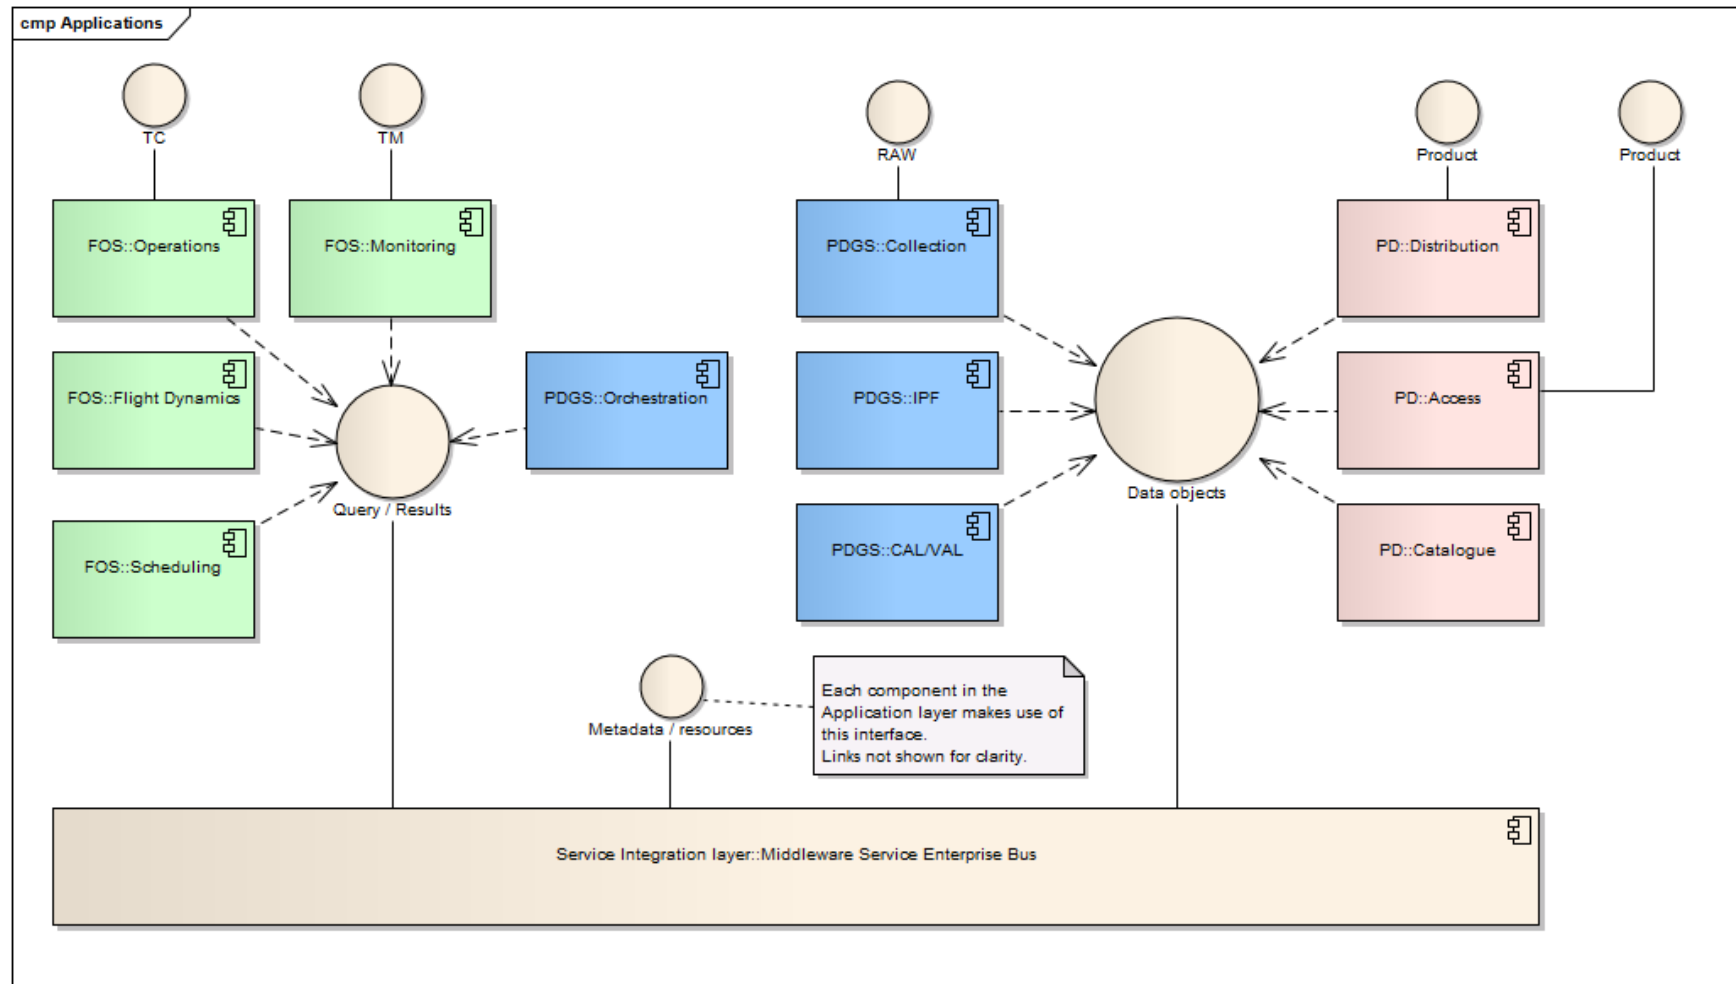 cmp Applications
TC
TM
RAW
Product
Product
FOS::Operations
FOS::Monitoring
PDGS::Collection
PD::Distribution
FOS::Flight Dynamics
PDGS::Orchestration
PDGS::IPF
PD::Access
Query / Results
Data objects
FOS::Scheduling
PDGS::CAL/VAL
PD::Catalogue
Metadata / resources
Each component in the
Application layer makes use of
this interface.
Links not shown for clarity.
Service Integration layer::Middleware Service Enterprise Bus